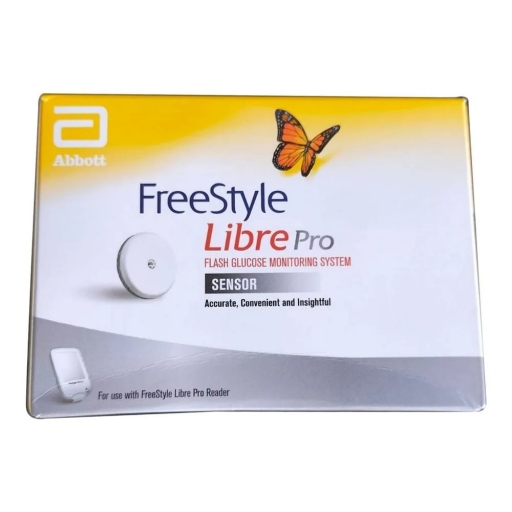 Abbott
FreeStyle
Libre Pro
FLASH GLUCOSE MONITORING SYSTEM
SENSOR
Accurate, Convenient and Insightful
For use with FreeStyle Libre Pro Reader